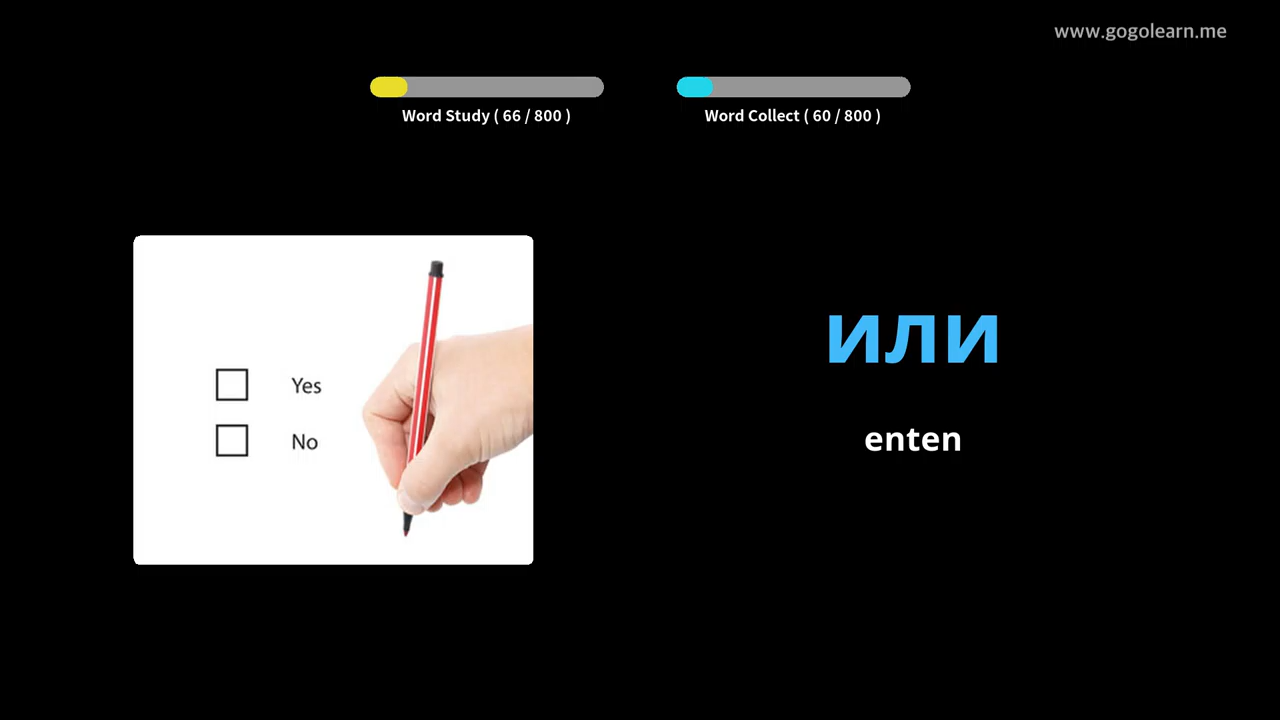 www.gogolearn.me
Word Study ( 66 / 800 )
Word Collect ( 60 / 800 )
Yes
No
или
enten